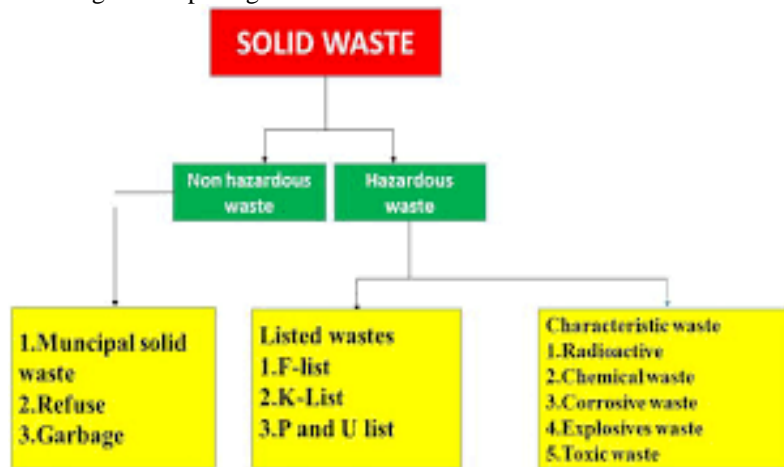 SOLID WASTE
Non hazardous
waste
Hazardous
waste
1.Muncipal solid
waste
2.Refuse
3.Garbage
Listed wastes
1.F-list
2.K-List
3.P and U list
Characteristic waste
1.Radioactive
2.Chemical waste
3.Corrosive waste
4.Explosives waste
5.Toxic waste